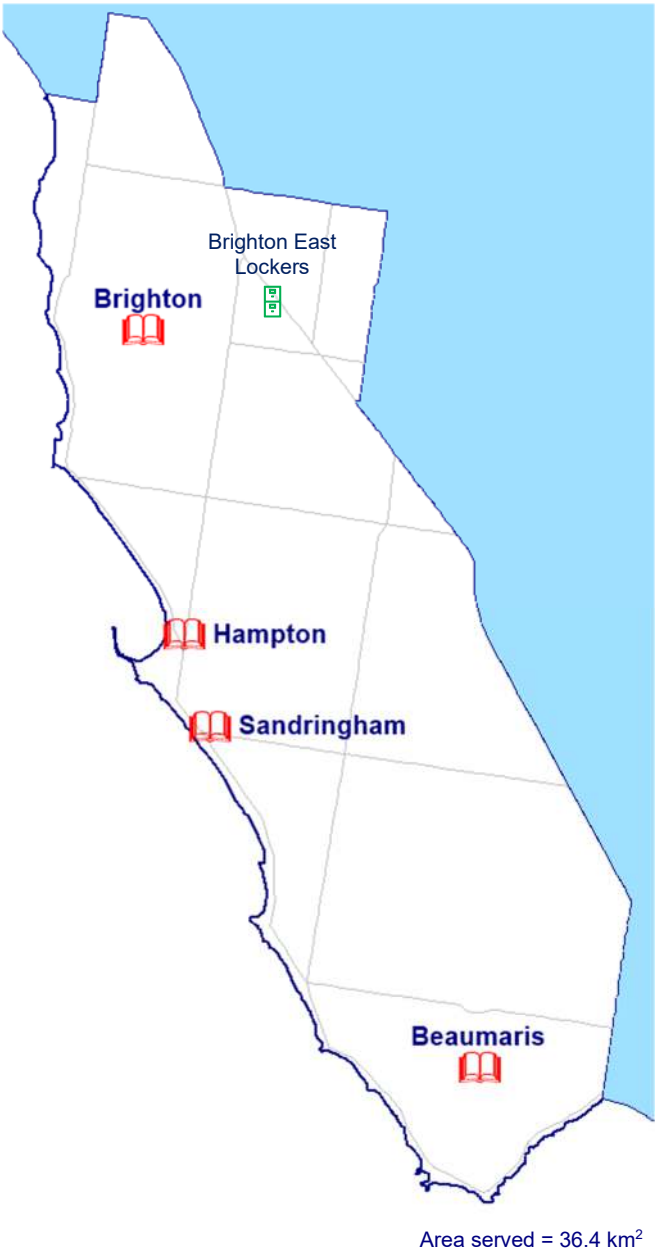 Brighton East
Lockers
Brighton
Hampton
Sandringham
Beaumaris
Area served = 36.4 km²